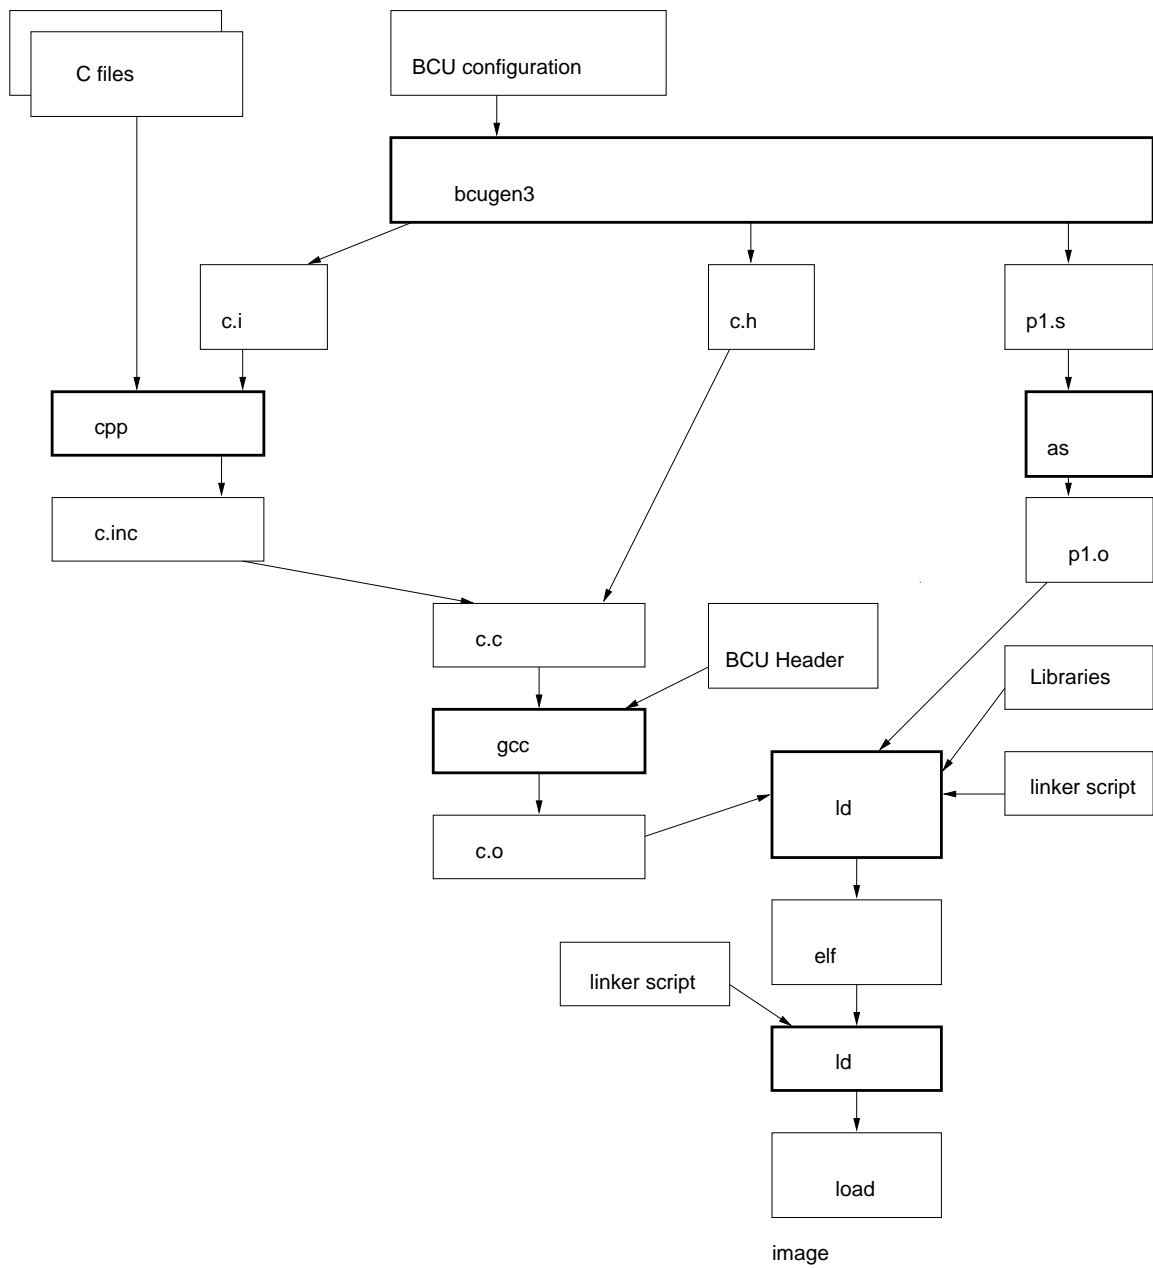 C files
BCU configuration
bcugen3
c.i
c.h
p1.s
cpp
as
c.inc
p1.o
c.c
BCU Header
Libraries
gcc
linker script
ld
c.o
elf
linker script
ld
load
image